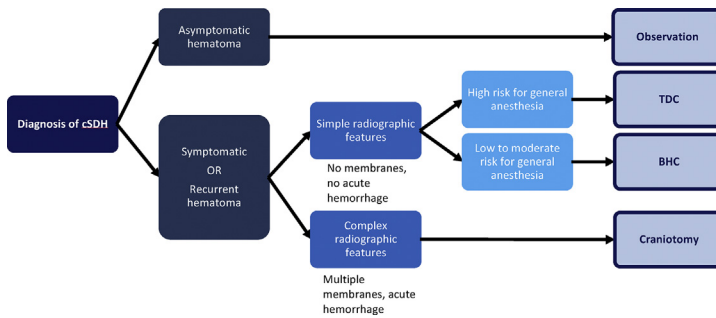 Asymptomatic
hematoma
Observation
Diagnosis of cSDH
Symptomatic
OR
Recurrent
hematoma
Simple radiographic
features
No membranes,
no acute
hemorrhage
High risk for general
anesthesia
TDC
Low to moderate
risk for general
anesthesia
BHC
Complex
radiographic
features
Multiple
membranes, acute
hemorrhage
Craniotomy